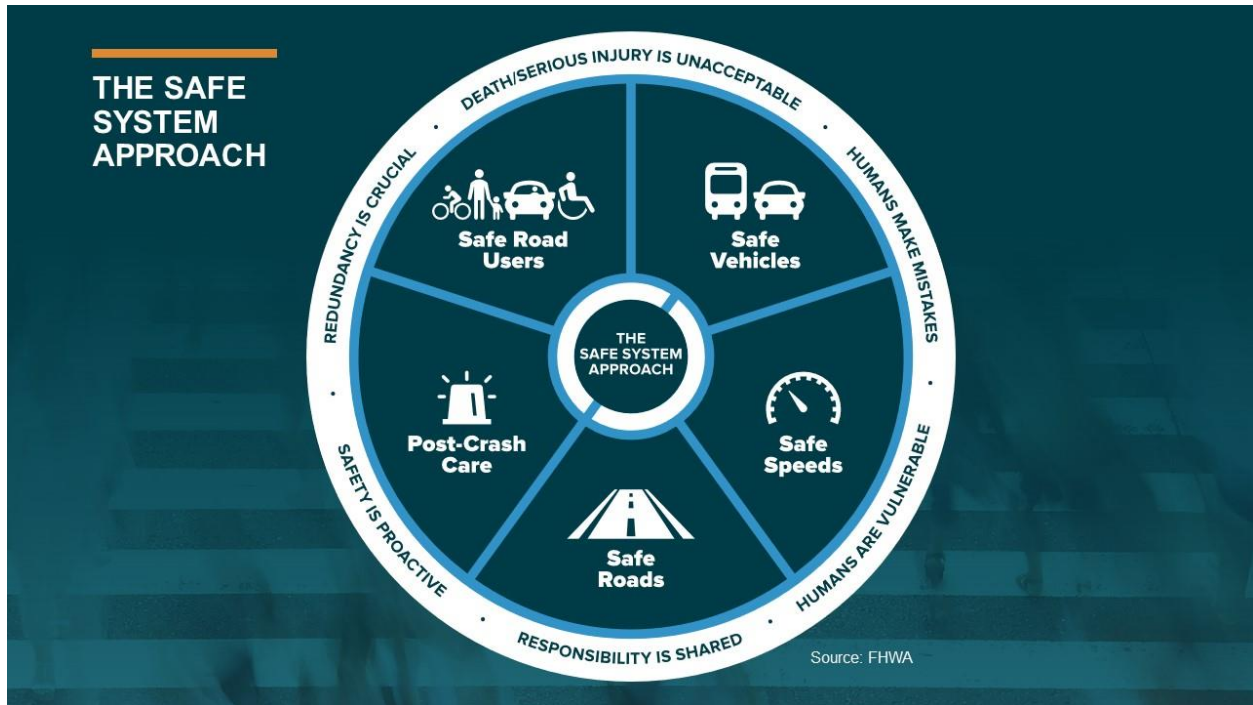 THE SAFE
SYSTEM
APPROACH
DEATH/SERIOUS INJURY IS UNACCEPTABLE
HUMANS MAKE MISTAKES
HUMANS ARE VULNERABLE
RESPONSIBILITY IS SHARED
SAFETY IS PROACTIVE
REDUNDANCY IS CRUCIAL
Safe Road
Users
Safe
Vehicles
Safe
Speeds
Safe
Roads
Post-Crash
Care
THE
SAFE SYSTEM
APPROACH
Source: FHWA